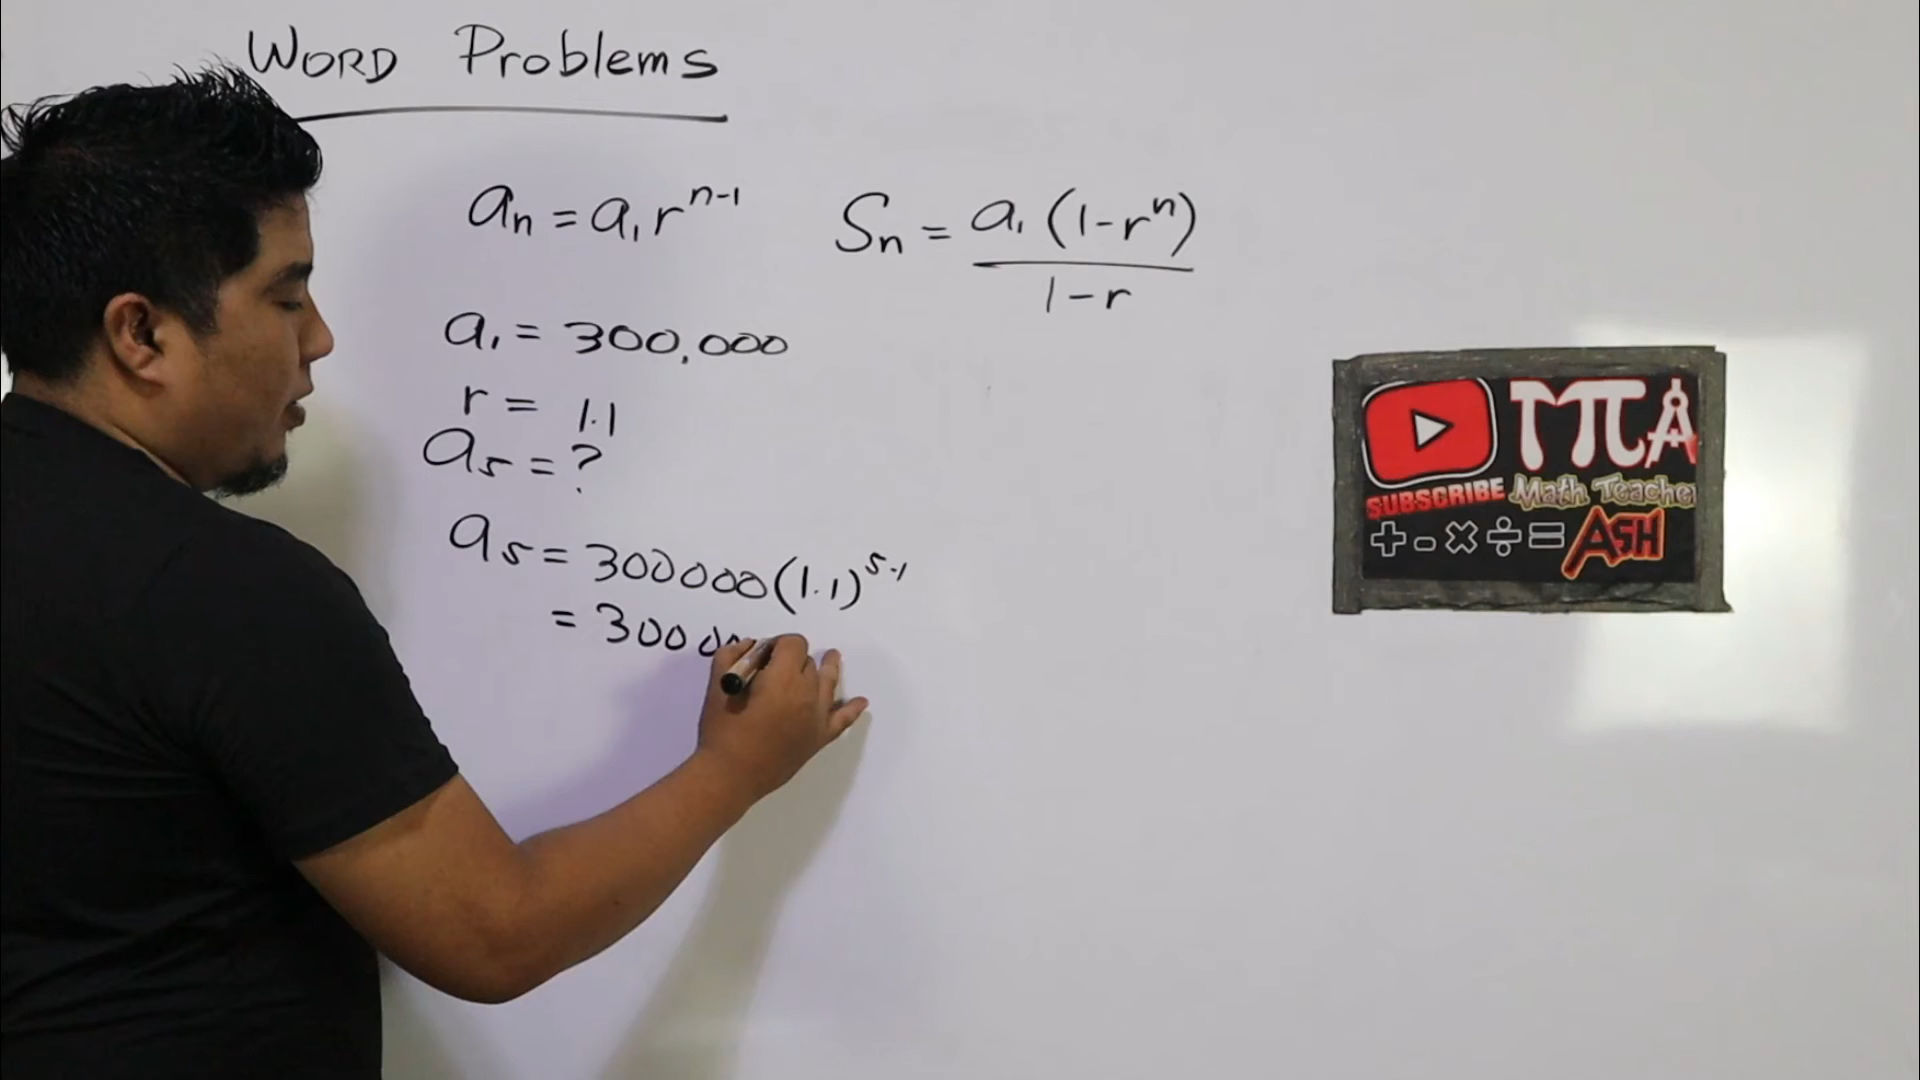 WORD Problems
aₙ = a₁rⁿ⁻¹
Sₙ = a₁(1-rⁿ) / 1-r
a₁ = 300,000
r = 1.1
a₅ = ?
a₅ = 300000(1.1)⁵⁻¹
= 3000
SUBSCRIBE
Math Teacher
+ - × ÷ = ASH